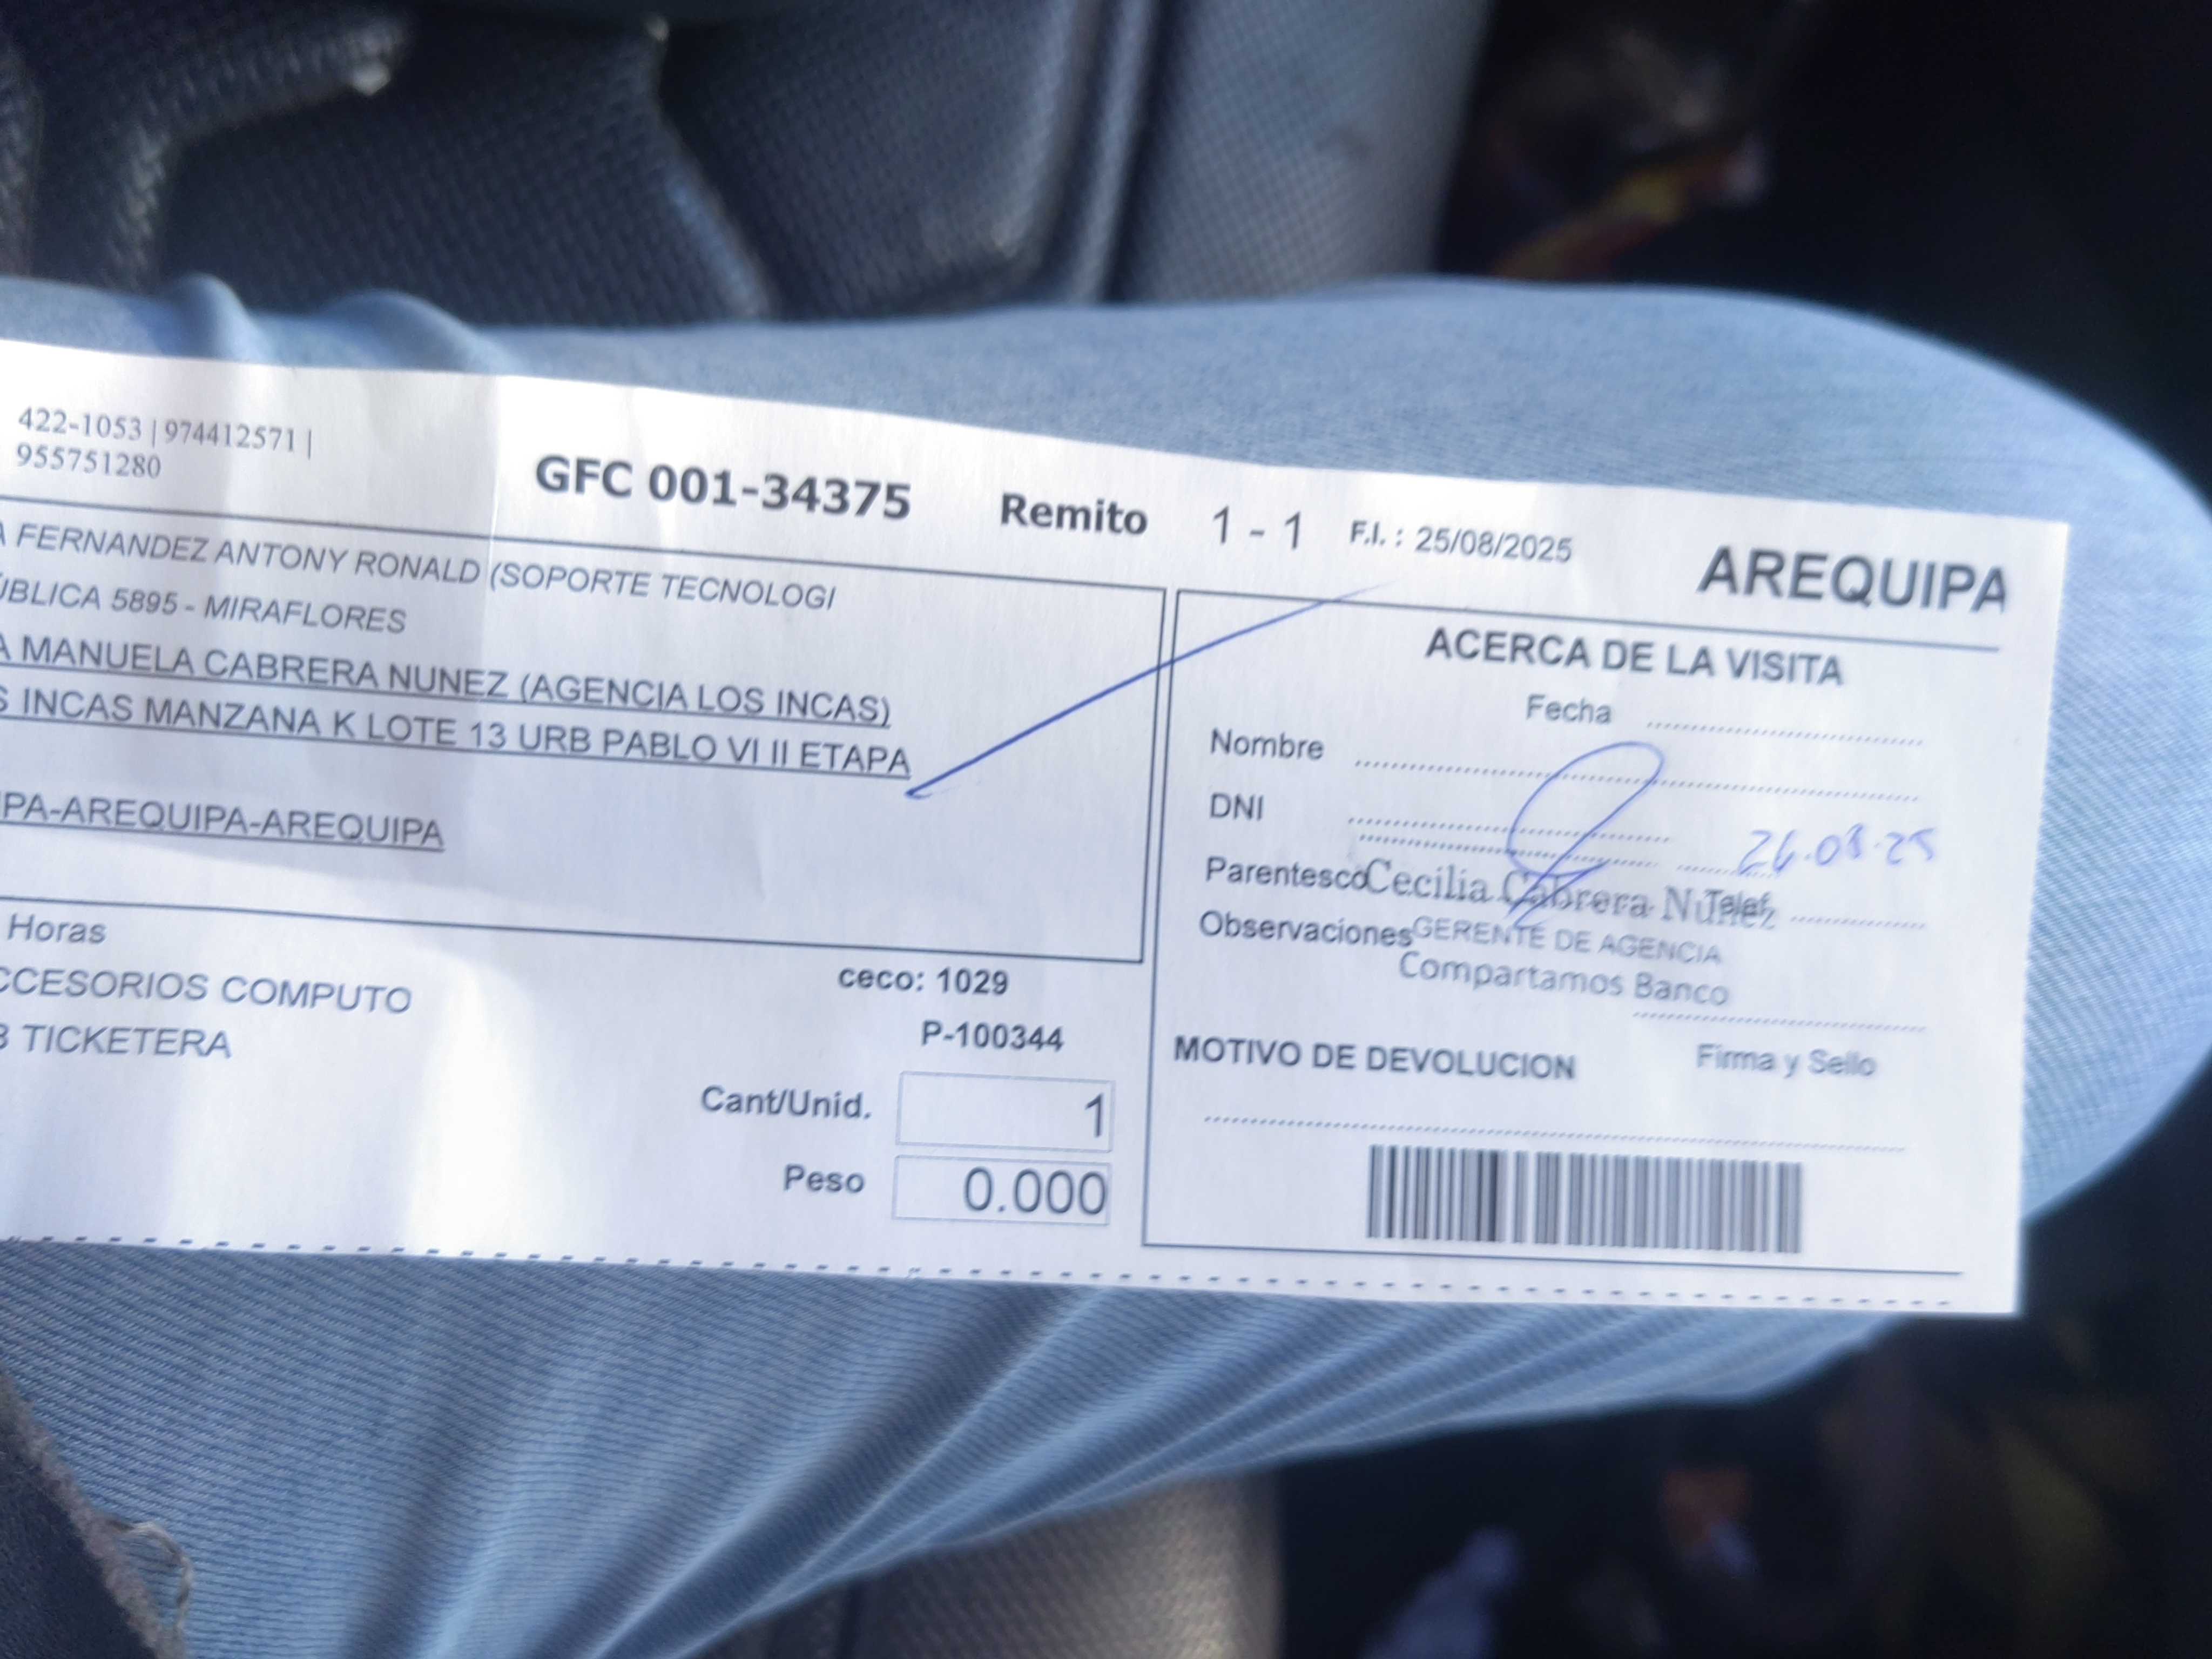 422-1053 | 974412571 |
955751280
GFC 001-34375 Remito 1 - 1 F.I. : 25/08/2025 AREQUIPA
A FERNANDEZ ANTONY RONALD (SOPORTE TECNOLOGI
ÚBLICA 5895 - MIRAFLORES
A MANUELA CABRERA NUNEZ (AGENCIA LOS INCAS)
S INCAS MANZANA K LOTE 13 URB PABLO VI II ETAPA
IPA-AREQUIPA-AREQUIPA
Horas
CCESORIOS COMPUTO
B TICKETERA
ceco: 1029
P-100344
Cant/Unid. 1
Peso 0.000
ACERCA DE LA VISITA
Fecha
Nombre
DNI
26.08.25
Parentesco Telef.
Cecilia Cabrera Nuñez
Observaciones
GERENTE DE AGENCIA
Compartamos Banco
MOTIVO DE DEVOLUCION Firma y Sello